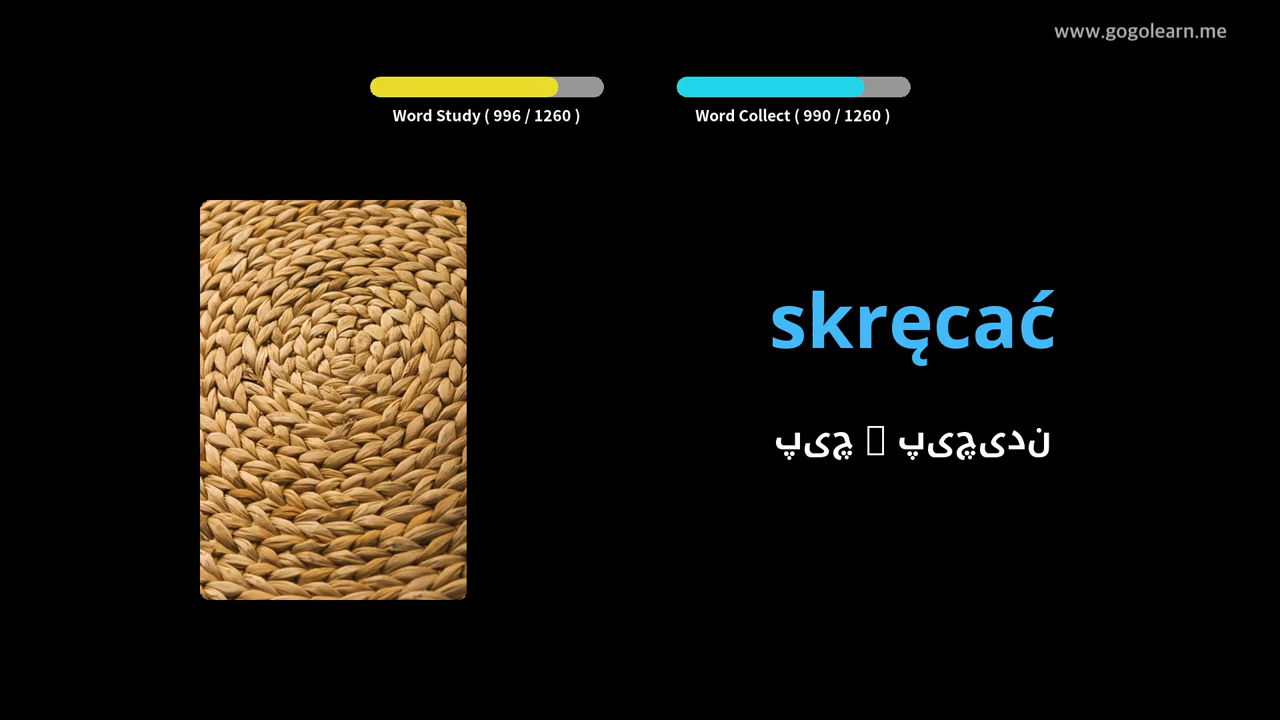 www.gogolearn.me
Word Study ( 996 / 1260 )
Word Collect ( 990 / 1260 )
skręcać
پیچ پیچیدن